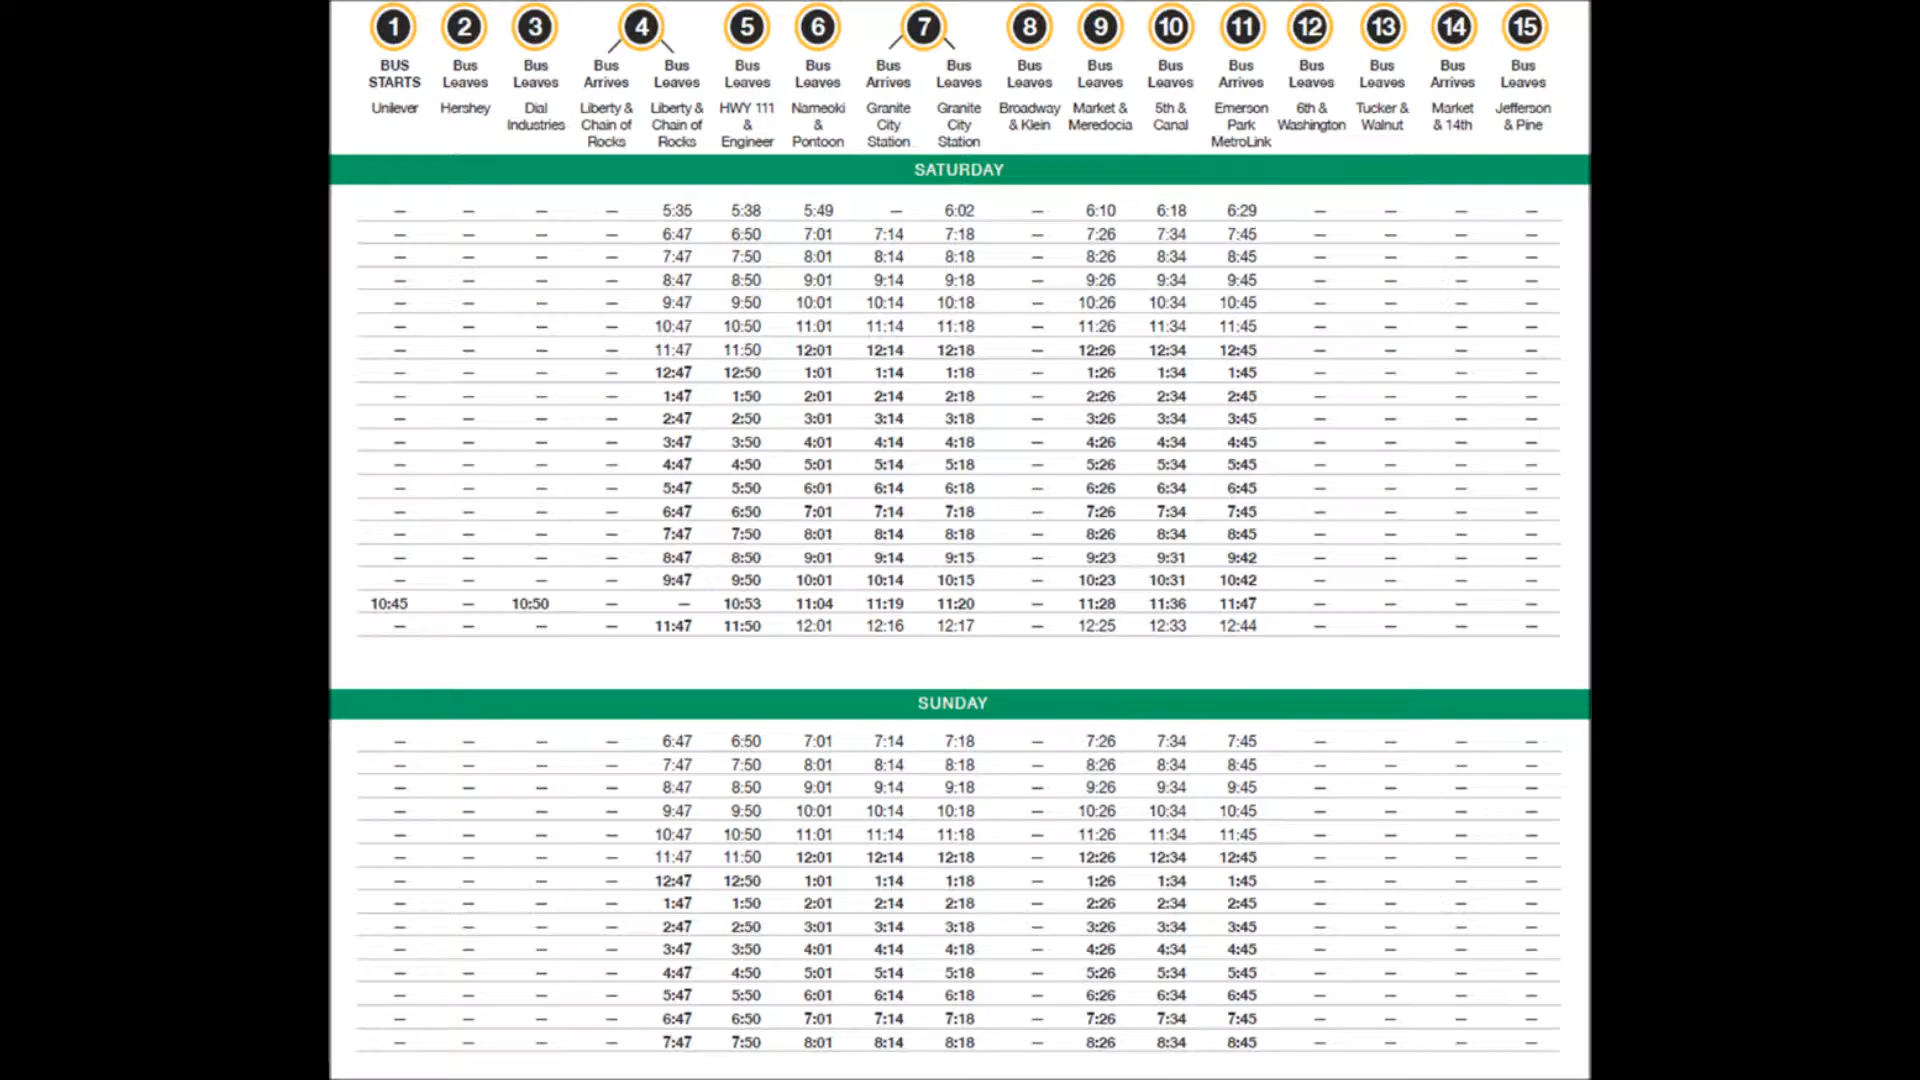 1 2 3 4 5 6 7 8 9 10 11 12 13 14 15
BUS Bus Bus Bus Bus Bus Bus Bus Bus Bus Bus Bus Bus Bus Bus Bus Bus
STARTS Leaves Leaves Arrives Leaves Leaves Leaves Arrives Leaves Leaves Leaves Leaves Arrives Leaves Leaves Arrives Leaves
Unilever Hershey Dial Liberty & Liberty & HWY 111 Nameoki Granite Granite Broadway Market & 5th & Emerson 6th & Tucker & Market Jefferson
Industries Chain of Chain of & & City City & Klein Meredocia Canal Park Washington Walnut & 14th & Pine
Rocks Rocks Engineer Pontoon Station Station MetroLink
SATURDAY
– – – – 5:35 5:38 5:49 – 6:02 – 6:10 6:18 6:29 – – – –
– – – – 6:47 6:50 7:01 7:14 7:18 – 7:26 7:34 7:45 – – – –
– – – – 7:47 7:50 8:01 8:14 8:18 – 8:26 8:34 8:45 – – – –
– – – – 8:47 8:50 9:01 9:14 9:18 – 9:26 9:34 9:45 – – – –
– – – – 9:47 9:50 10:01 10:14 10:18 – 10:26 10:34 10:45 – – – –
– – – – 10:47 10:50 11:01 11:14 11:18 – 11:26 11:34 11:45 – – – –
– – – – 11:47 11:50 12:01 12:14 12:18 – 12:26 12:34 12:45 – – – –
– – – – 12:47 12:50 1:01 1:14 1:18 – 1:26 1:34 1:45 – – – –
– – – – 1:47 1:50 2:01 2:14 2:18 – 2:26 2:34 2:45 – – – –
– – – – 2:47 2:50 3:01 3:14 3:18 – 3:26 3:34 3:45 – – – –
– – – – 3:47 3:50 4:01 4:14 4:18 – 4:26 4:34 4:45 – – – –
– – – – 4:47 4:50 5:01 5:14 5:18 – 5:26 5:34 5:45 – – – –
– – – – 5:47 5:50 6:01 6:14 6:18 – 6:26 6:34 6:45 – – – –
– – – – 6:47 6:50 7:01 7:14 7:18 – 7:26 7:34 7:45 – – – –
– – – – 7:47 7:50 8:01 8:14 8:18 – 8:26 8:34 8:45 – – – –
– – – – 8:47 8:50 9:01 9:14 9:15 – 9:23 9:31 9:42 – – – –
– – – – 9:47 9:50 10:01 10:14 10:15 – 10:23 10:31 10:42 – – – –
10:45 – 10:50 – – 10:53 11:04 11:19 11:20 – 11:28 11:36 11:47 – – – –
– – – – 11:47 11:50 12:01 12:16 12:17 – 12:25 12:33 12:44 – – – –
SUNDAY
– – – – 6:47 6:50 7:01 7:14 7:18 – 7:26 7:34 7:45 – – – –
– – – – 7:47 7:50 8:01 8:14 8:18 – 8:26 8:34 8:45 – – – –
– – – – 8:47 8:50 9:01 9:14 9:18 – 9:26 9:34 9:45 – – – –
– – – – 9:47 9:50 10:01 10:14 10:18 – 10:26 10:34 10:45 – – – –
– – – – 10:47 10:50 11:01 11:14 11:18 – 11:26 11:34 11:45 – – – –
– – – – 11:47 11:50 12:01 12:14 12:18 – 12:26 12:34 12:45 – – – –
– – – – 12:47 12:50 1:01 1:14 1:18 – 1:26 1:34 1:45 – – – –
– – – – 1:47 1:50 2:01 2:14 2:18 – 2:26 2:34 2:45 – – – –
– – – – 2:47 2:50 3:01 3:14 3:18 – 3:26 3:34 3:45 – – – –
– – – – 3:47 3:50 4:01 4:14 4:18 – 4:26 4:34 4:45 – – – –
– – – – 4:47 4:50 5:01 5:14 5:18 – 5:26 5:34 5:45 – – – –
– – – – 5:47 5:50 6:01 6:14 6:18 – 6:26 6:34 6:45 – – – –
– – – – 6:47 6:50 7:01 7:14 7:18 – 7:26 7:34 7:45 – – – –
– – – – 7:47 7:50 8:01 8:14 8:18 – 8:26 8:34 8:45 – – – –